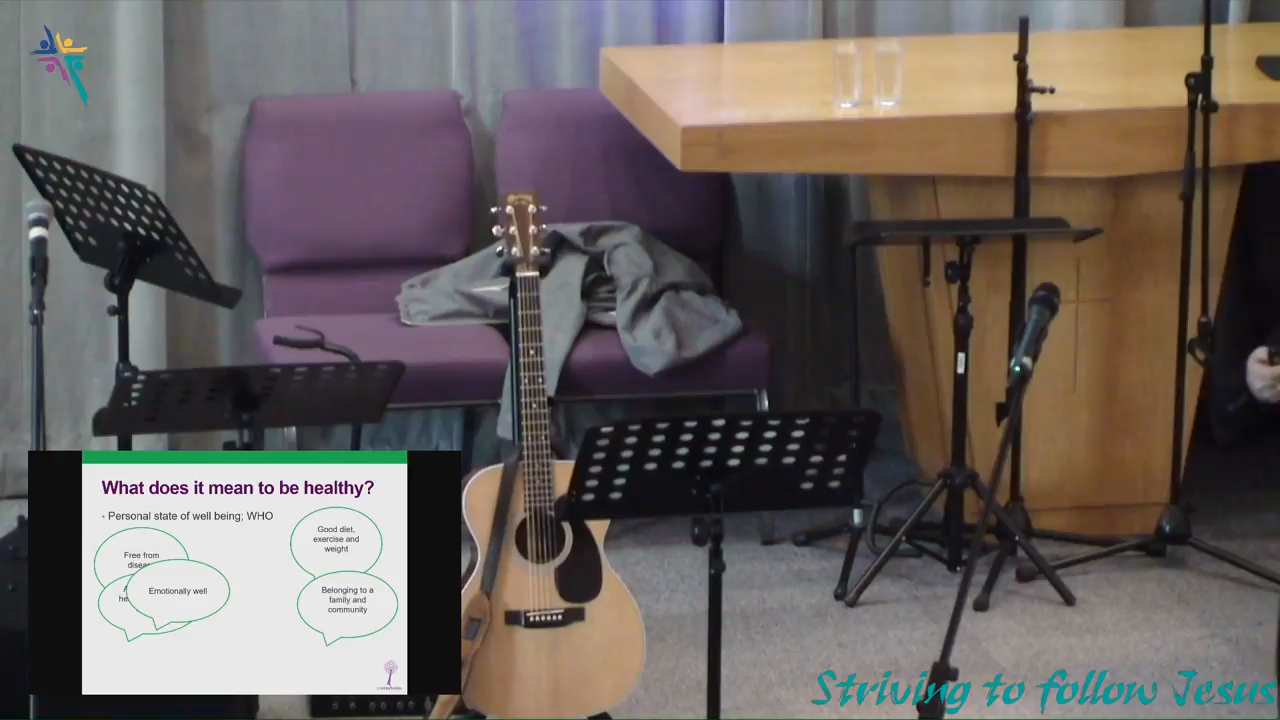 What does it mean to be healthy?
- Personal state of well being; WHO
Good diet,
exercise and
weight
Free from
Emotionally well
Belonging to a
family and
community
Striving to follow Jesus